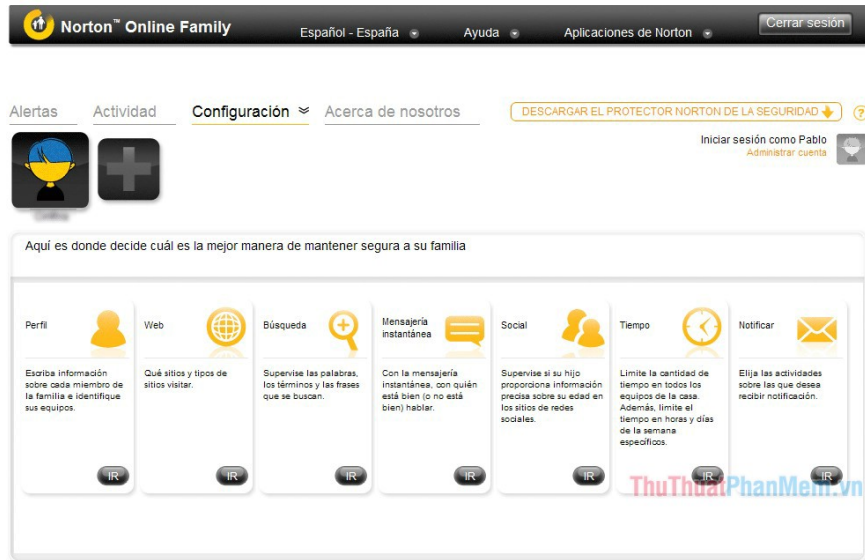 Norton™ Online Family
Español - España
Ayuda
Aplicaciones de Norton
Cerrar sesión
Alertas
Actividad
Configuración
Acerca de nosotros
DESCARGAR EL PROTECTOR NORTON DE LA SEGURIDAD
?
Iniciar sesión como Pablo
Administrar cuenta
Aquí es donde decide cuál es la mejor manera de mantener segura a su familia
Perfil
Escriba información
sobre cada miembro de
la familia e identifique
sus equipos.
IR
Web
Qué sitios y tipos de
sitios visitar.
IR
Búsqueda
Supervise las palabras,
los términos y las frases
que se buscan.
IR
Mensajería
instantánea
Con la mensajería
instantánea, con quién
está bien (o no está
bien) hablar.
IR
Social
Supervise si su hijo
proporciona información
precisa sobre su edad en
los sitios de redes
sociales.
IR
Tiempo
Limite la cantidad de
tiempo en todos los
equipos de la casa.
Además, limite el
tiempo en horas y días
de la semana
específicos.
IR
Notificar
Elija las actividades
sobre las que desea
recibir notificación.
IR
ThuThuatPhanMem.vn